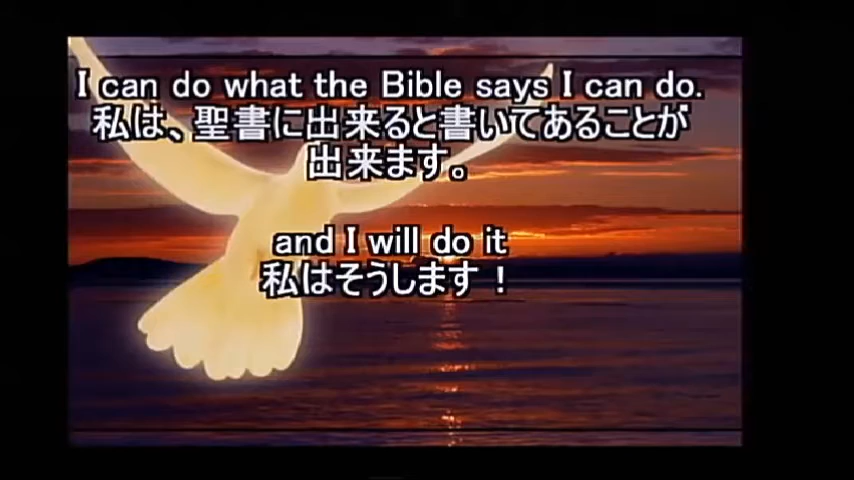 I can do what the Bible says I can do.
私は、聖書に出来ると書いてあることが
出来ます。
and I will do it
私はそうします！